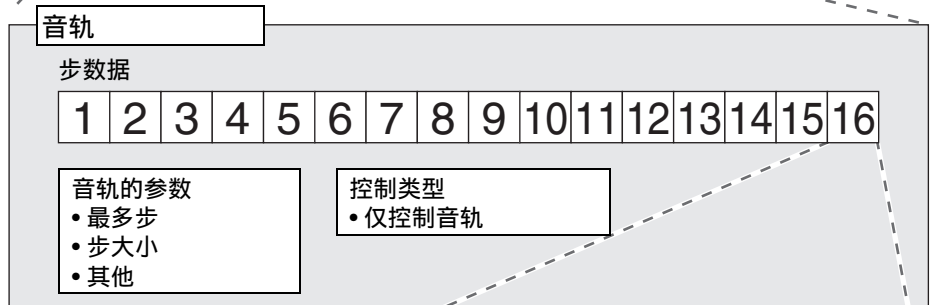 音轨
步数据
1 2 3 4 5 6 7 8 9 10 11 12 13 14 15 16
音轨的参数
• 最多步
• 步大小
• 其他
控制类型
• 仅控制音轨